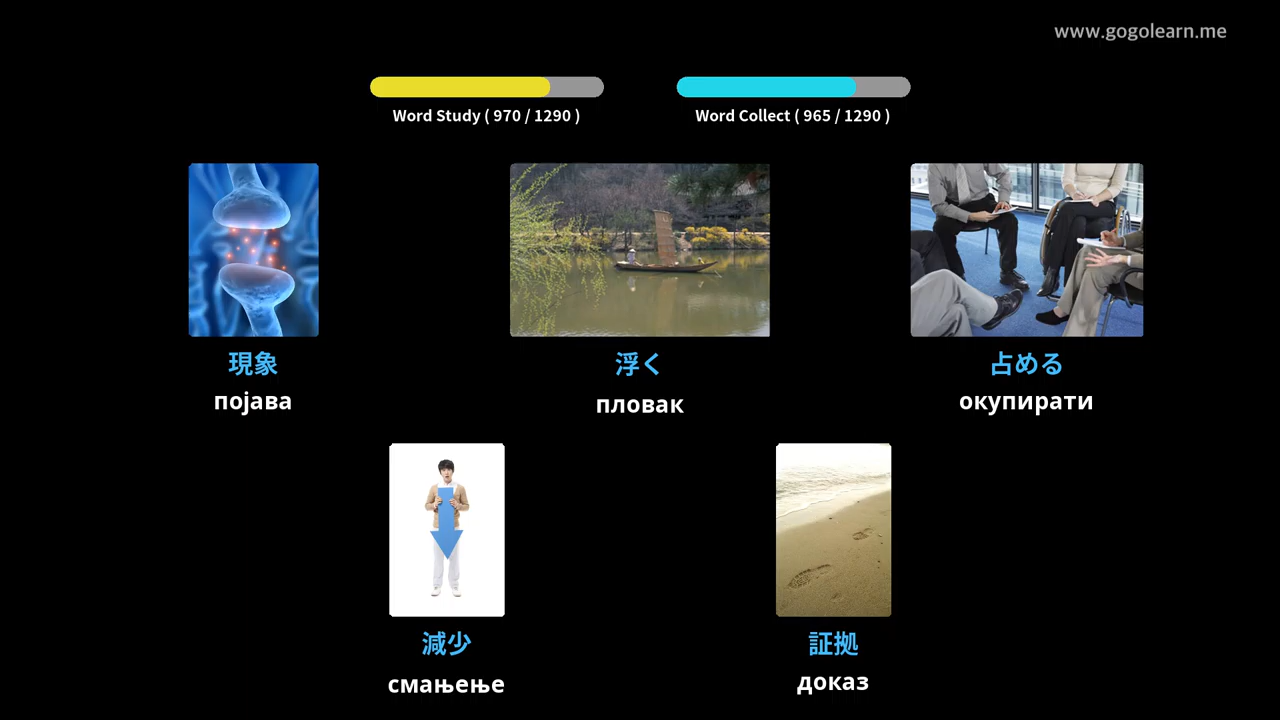 www.gogolearn.me
Word Study ( 970 / 1290 )
Word Collect ( 965 / 1290 )
現象
浮く
占める
појава
пловак
окупирати
減少
証拠
смањење
доказ